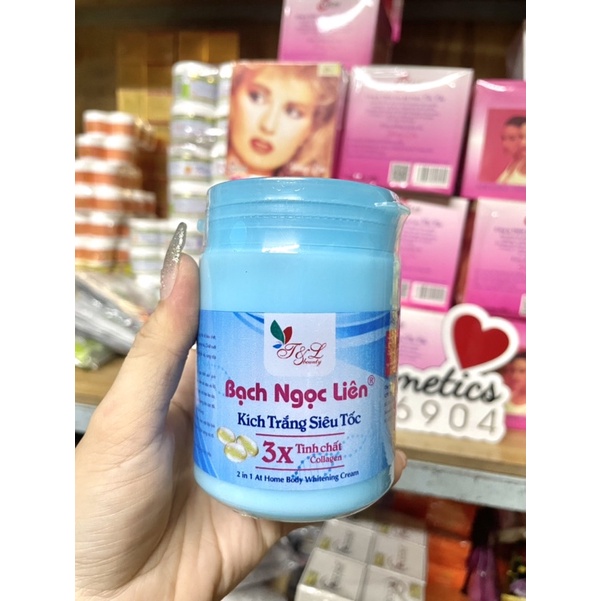 T&L
Beauty
Bạch Ngọc Liên®
Kích Trắng Siêu Tốc
3X Tinh chất
Collagen
2 in 1 At Home Body Whitening Cream
metics
6904